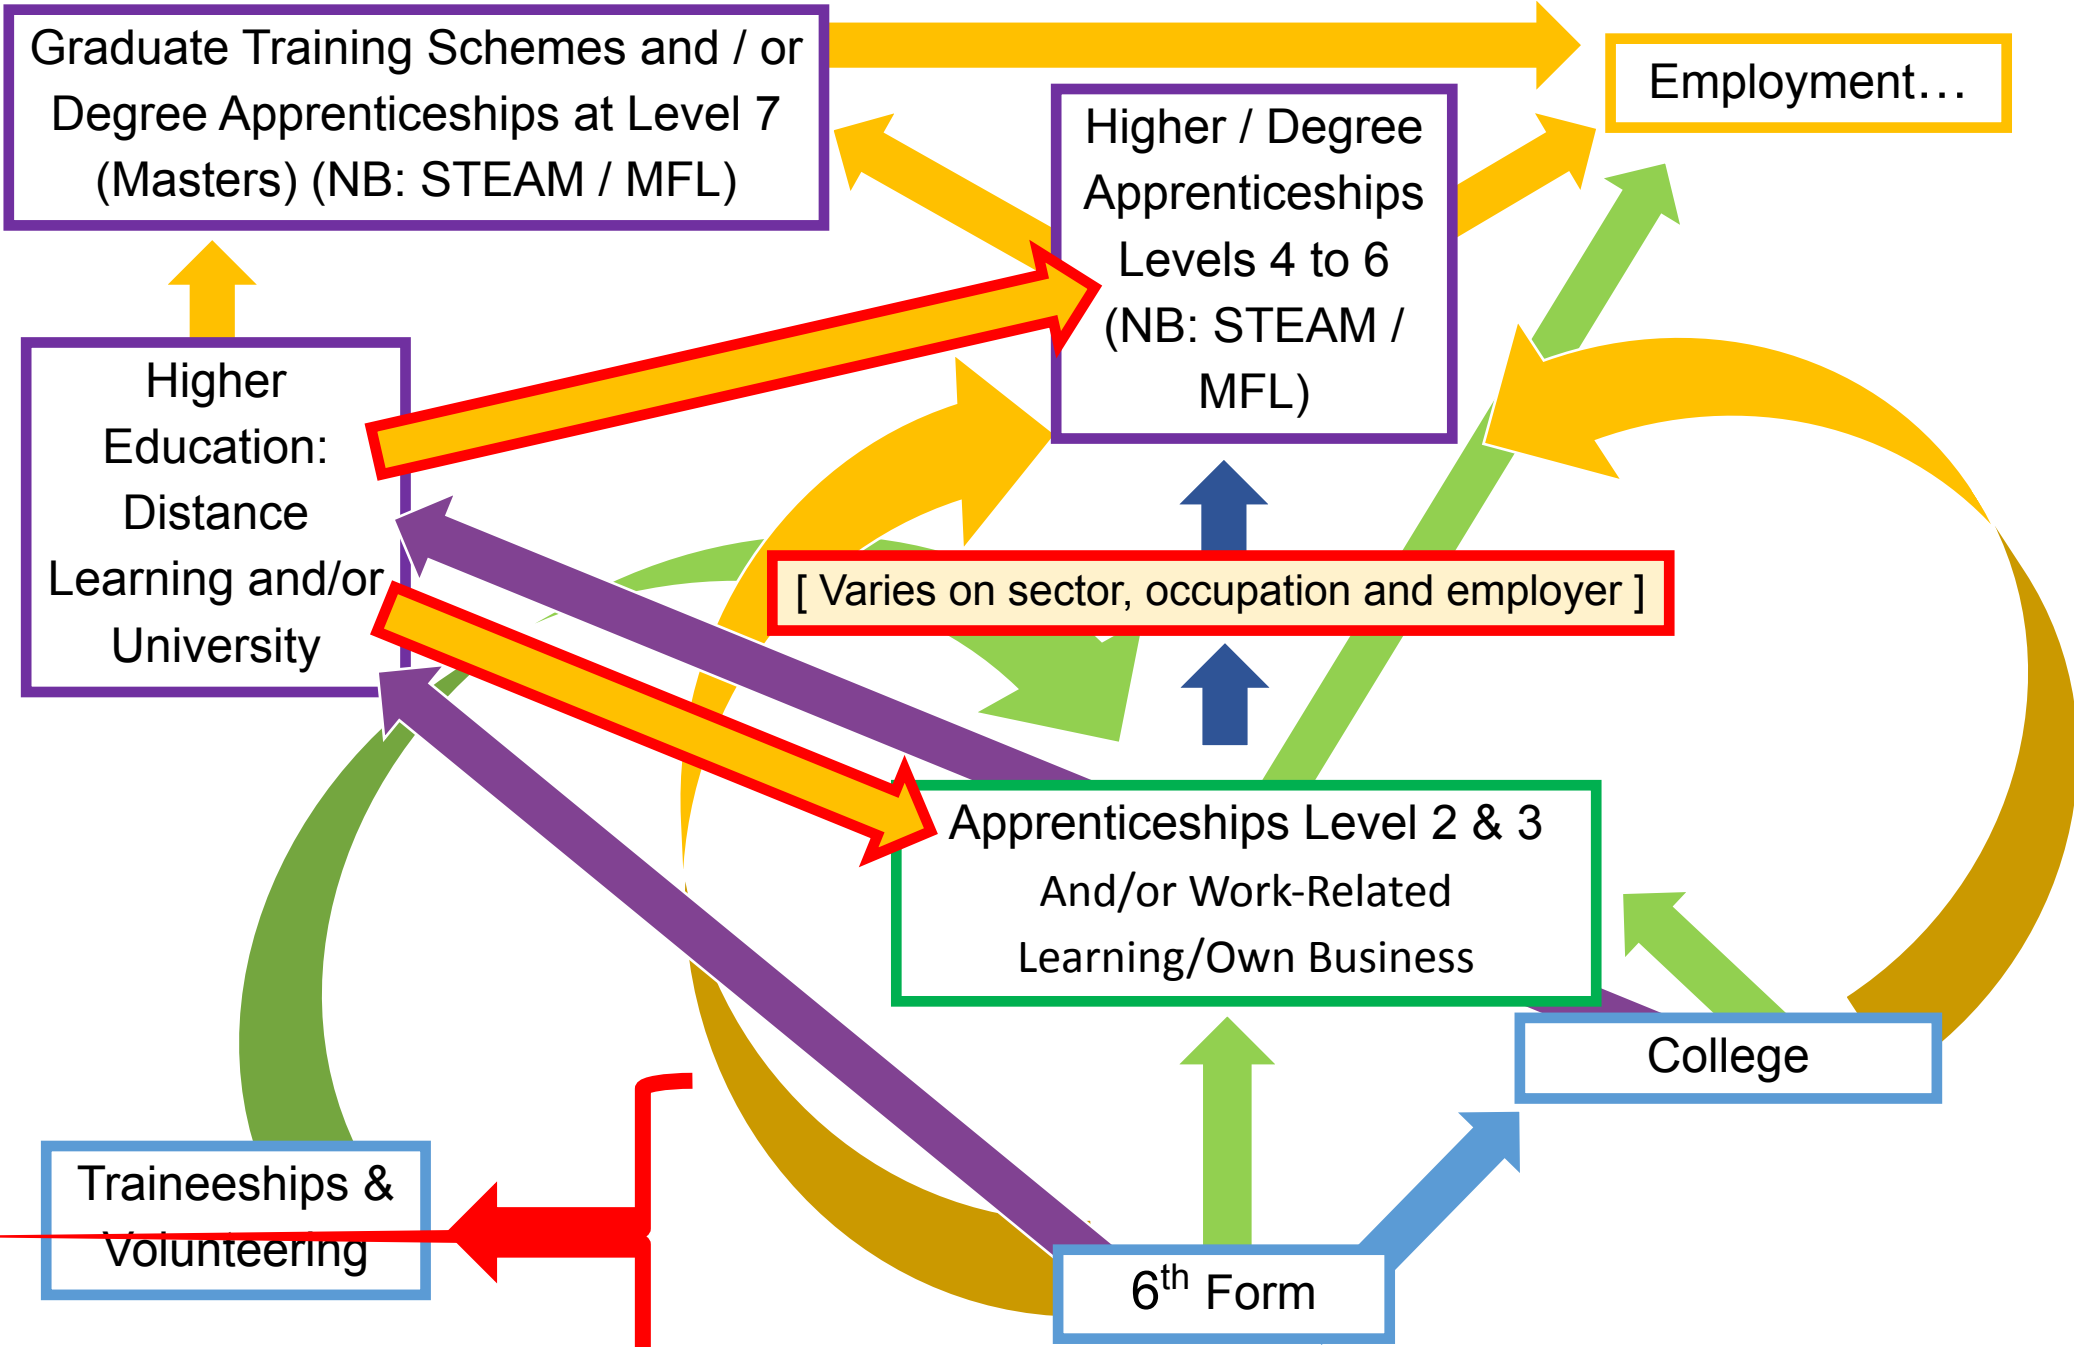 Graduate Training Schemes and / or
Degree Apprenticeships at Level 7
(Masters) (NB: STEAM / MFL)
Employment…
Higher / Degree
Apprenticeships
Levels 4 to 6
(NB: STEAM /
MFL)
Higher
Education:
Distance
Learning and/or
University
[ Varies on sector, occupation and employer ]
Apprenticeships Level 2 & 3
And/or Work-Related
Learning/Own Business
College
Traineeships &
Volunteering
6th Form